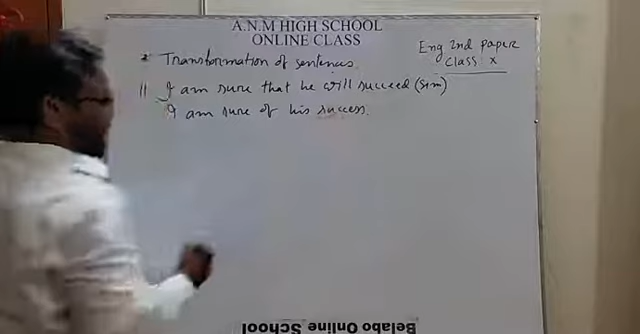 A.N.M HIGH SCHOOL
ONLINE CLASS
Eng 2nd paper
Class: X
* Transformation of sentences.
11 I am sure that he will succeed (sim)
I am sure of his success.
Belabo Online School